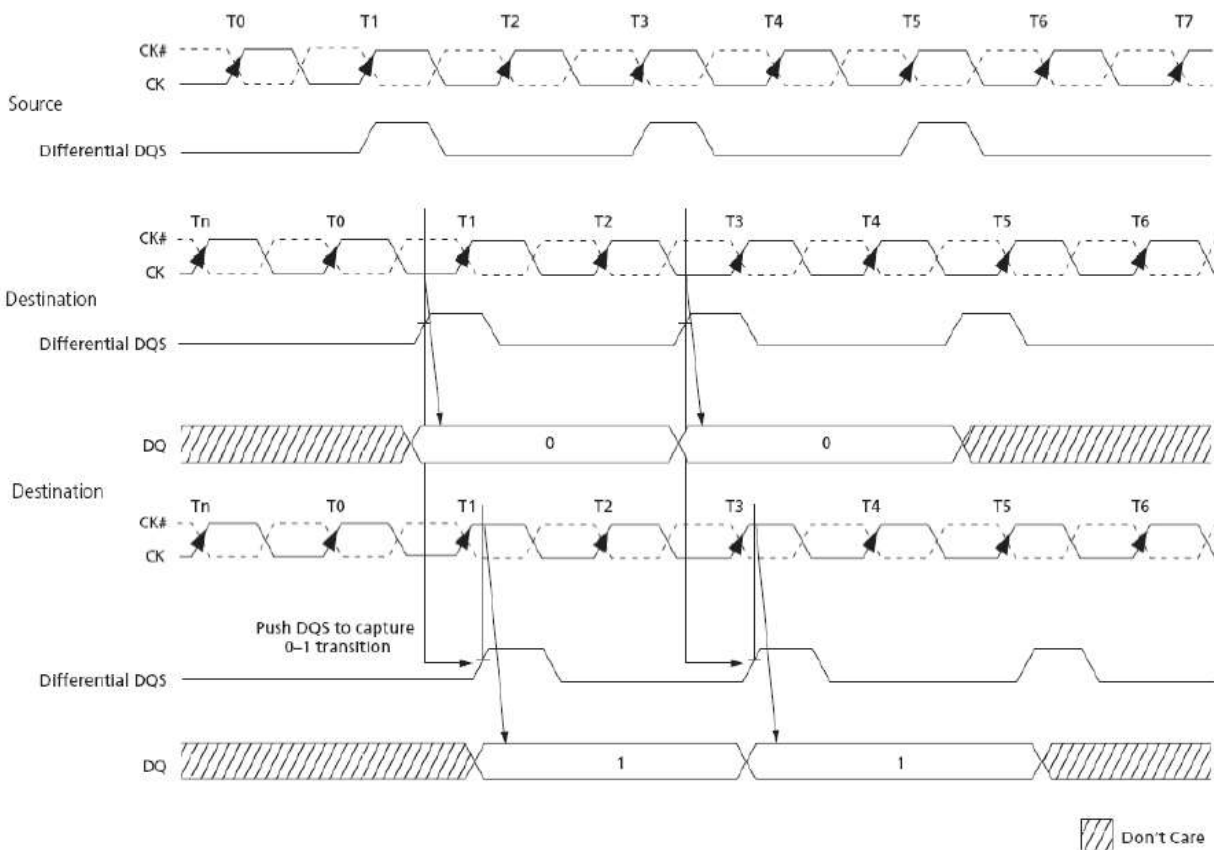 T0 T1 T2 T3 T4 T5 T6 T7
CK#
CK
Source
Differential DQS
Tn T0 T1 T2 T3 T4 T5 T6
CK#
CK
Destination
Differential DQS
DQ 0 0
Destination
Tn T0 T1 T2 T3 T4 T5 T6
CK#
CK
Push DQS to capture
0–1 transition
Differential DQS
DQ 1 1
Don't Care